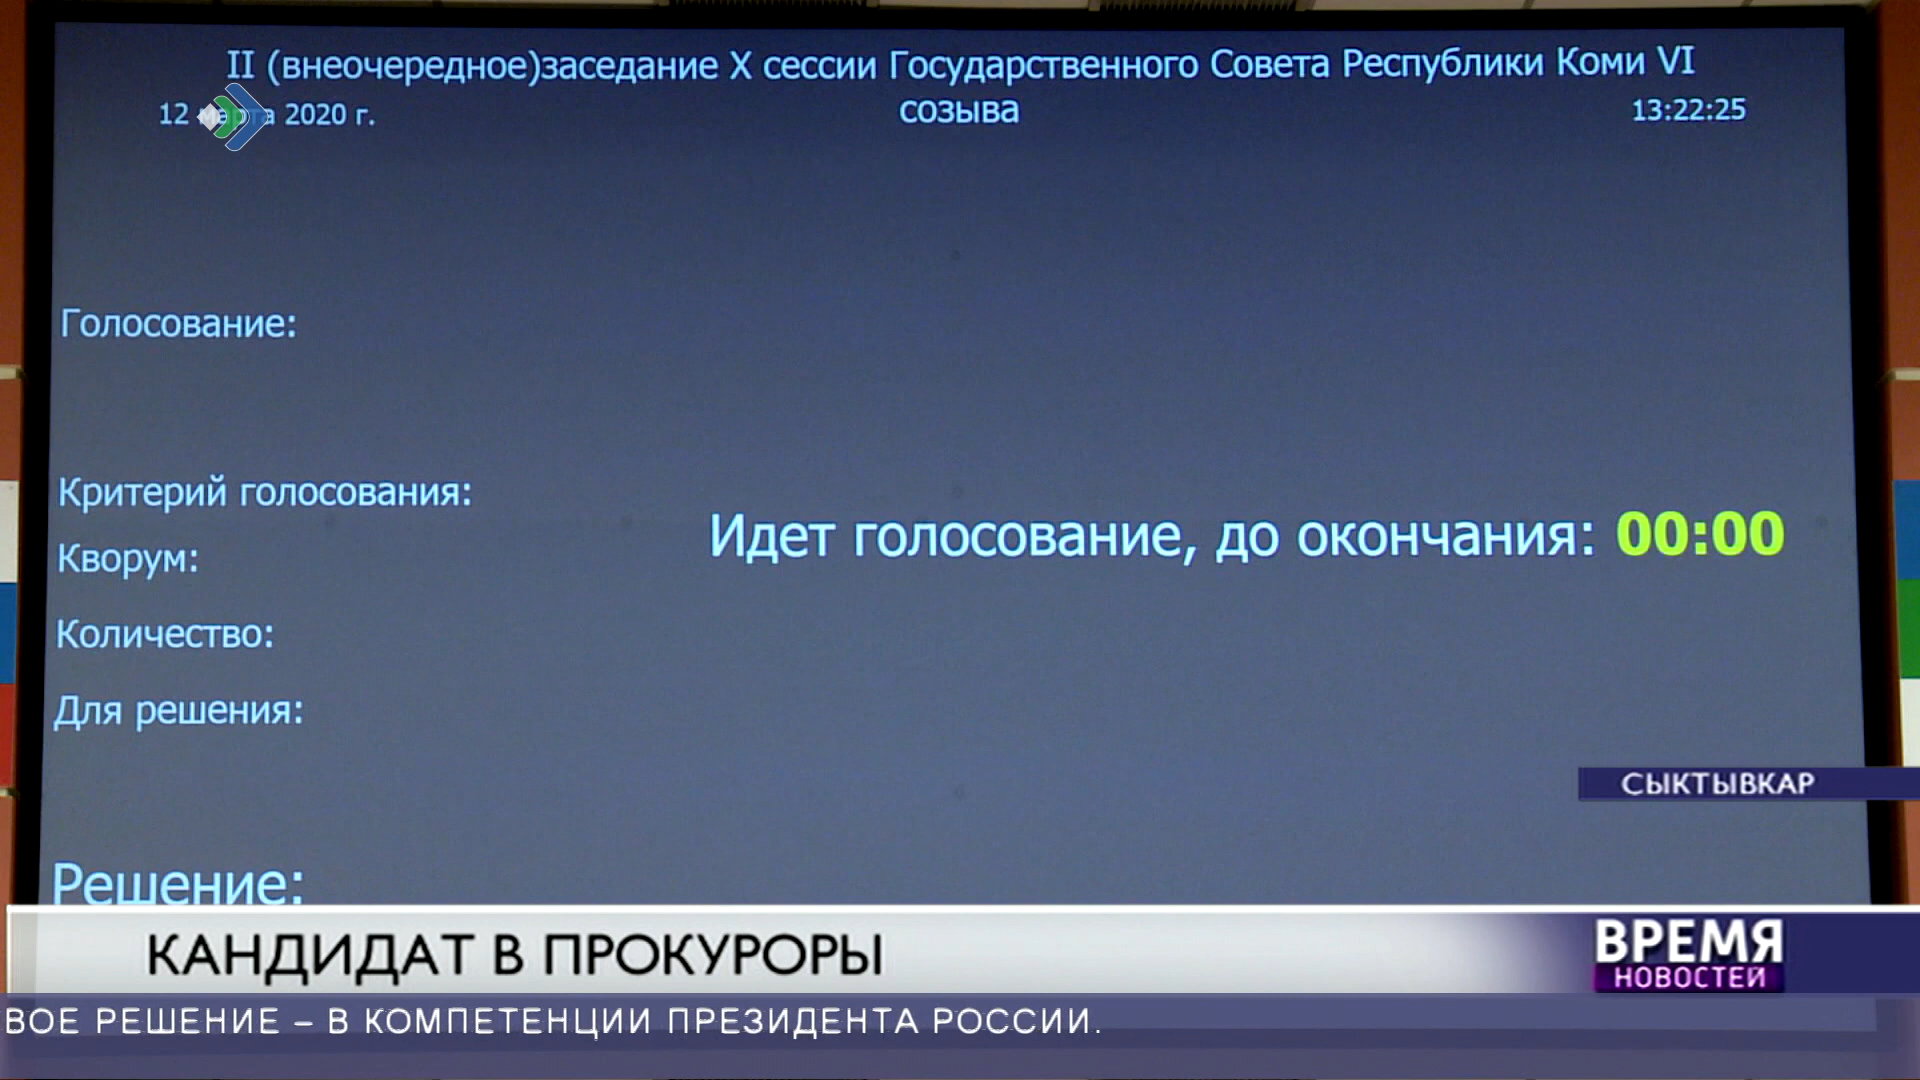 II (внеочередное)заседание X сессии Государственного Совета Республики Коми VI
созыва
12 марта 2020 г.
13:22:25
Голосование:
Критерий голосования:
Идет голосование, до окончания: 00:00
Кворум:
Количество:
Для решения:
СЫКТЫВКАР
Решение:
КАНДИДАТ В ПРОКУРОРЫ
ВРЕМЯ
НОВОСТЕЙ
ВОЕ РЕШЕНИЕ – В КОМПЕТЕНЦИИ ПРЕЗИДЕНТА РОССИИ.